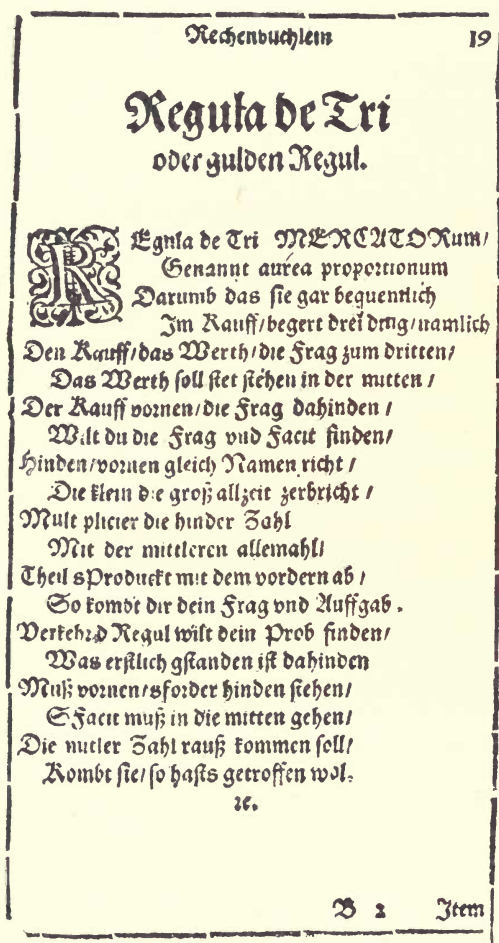 Rechenbuchlein 19
Regula de Tri
oder gulden Regul.
REgula de Tri MERCATORum/
Genannt aurea proportionum
Darumb das sie gar bequentlich
Im Kauff/begert drei ding/namlich
Den Kauff/das Werth/die Frag zum dritten/
Das Werth soll stet stehen in der mitten /
Der Kauff vornen/die Frag dahinden /
Wilt du die Frag vnd Facit finden/
Hinden/vornen gleich Namen richt /
Die klein die groß allzeit zerbricht /
Multiplicier die hinder Zahl
Mit der mittleren allemahl/
Theil sProduckt mit dem vordern ab /
So kombt dir dein Frag vnd Auffgab.
Verkehr d Regul wilt dein Prob finden/
Was erstlich gstanden ist dahinden
Muß vornen/sforder hinden stehen/
SFacit muß in die mitten gehen/
Die mitler Zahl rauß kommen soll/
Kombt sie/so hasts getroffen wol.
ꝛc.
B 2 Item